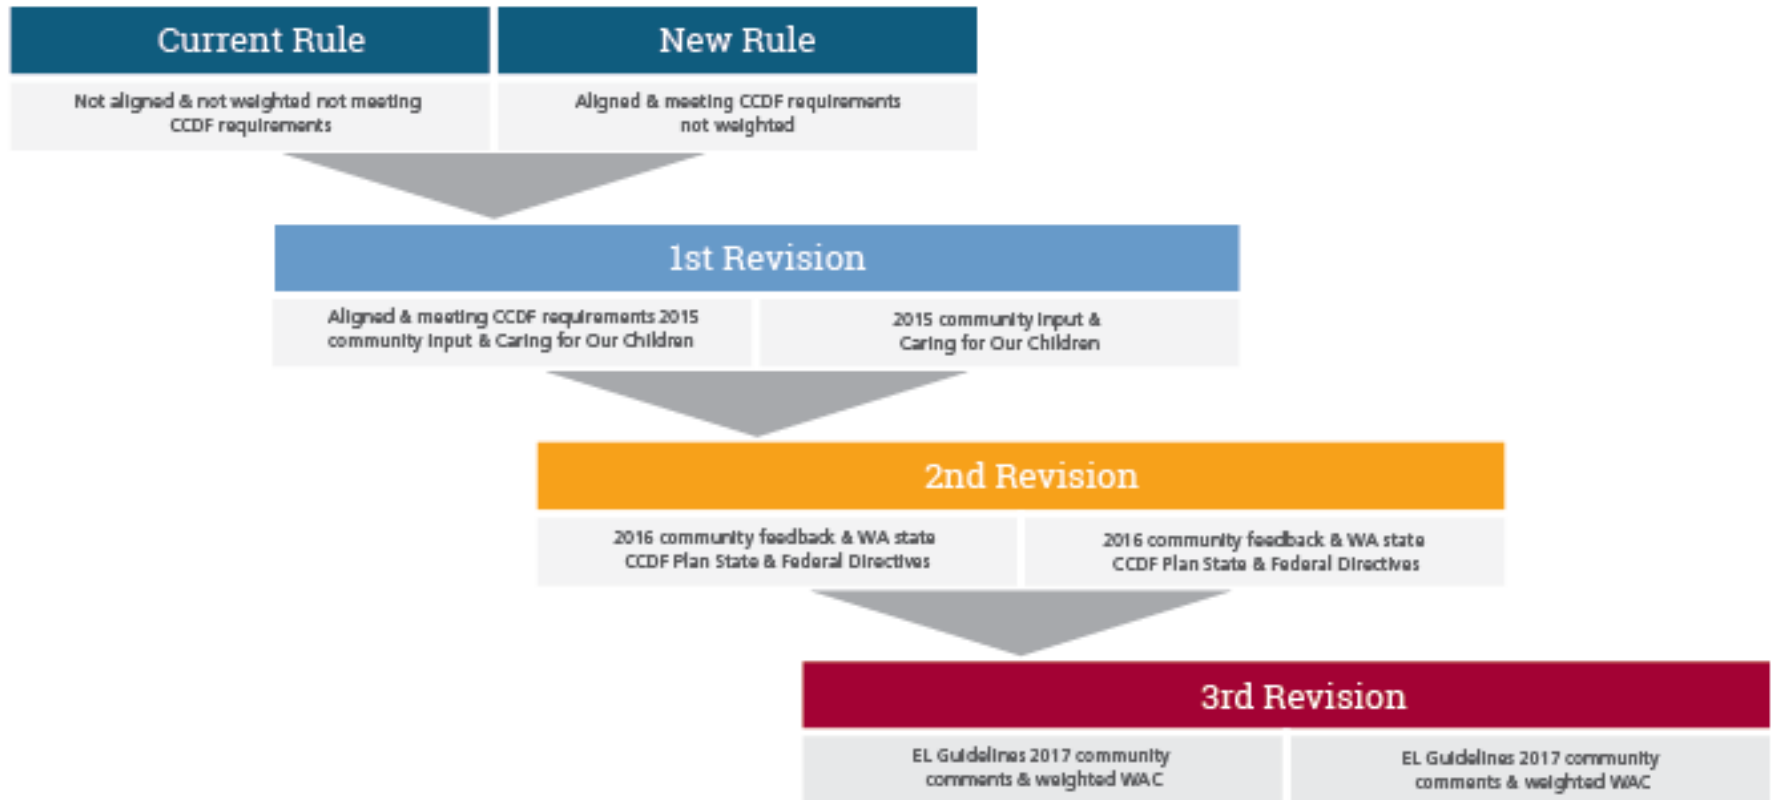 Current Rule
New Rule
Not aligned & not weighted not meeting
CCDF requirements
Aligned & meeting CCDF requirements
not weighted
1st Revision
Aligned & meeting CCDF requirements 2015
community input & Caring for Our Children
2015 community input &
Caring for Our Children
2nd Revision
2016 community feedback & WA state
CCDF Plan State & Federal Directives
2016 community feedback & WA state
CCDF Plan State & Federal Directives
3rd Revision
EL Guidelines 2017 community
comments & weighted WAC
EL Guidelines 2017 community
comments & weighted WAC